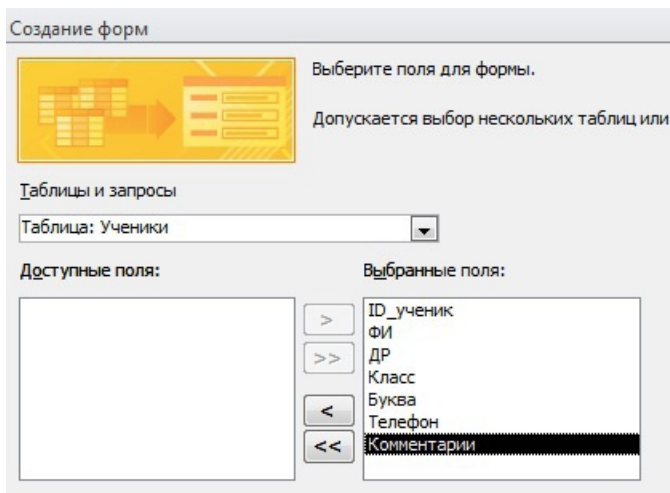 Создание форм
Выберите поля для формы.
Допускается выбор нескольких таблиц или
Таблицы и запросы
Таблица: Ученики
Доступные поля:
Выбранные поля:
ID_ученик
ФИ
ДР
Класс
Буква
Телефон
Комментарии
>
>>
<
<<